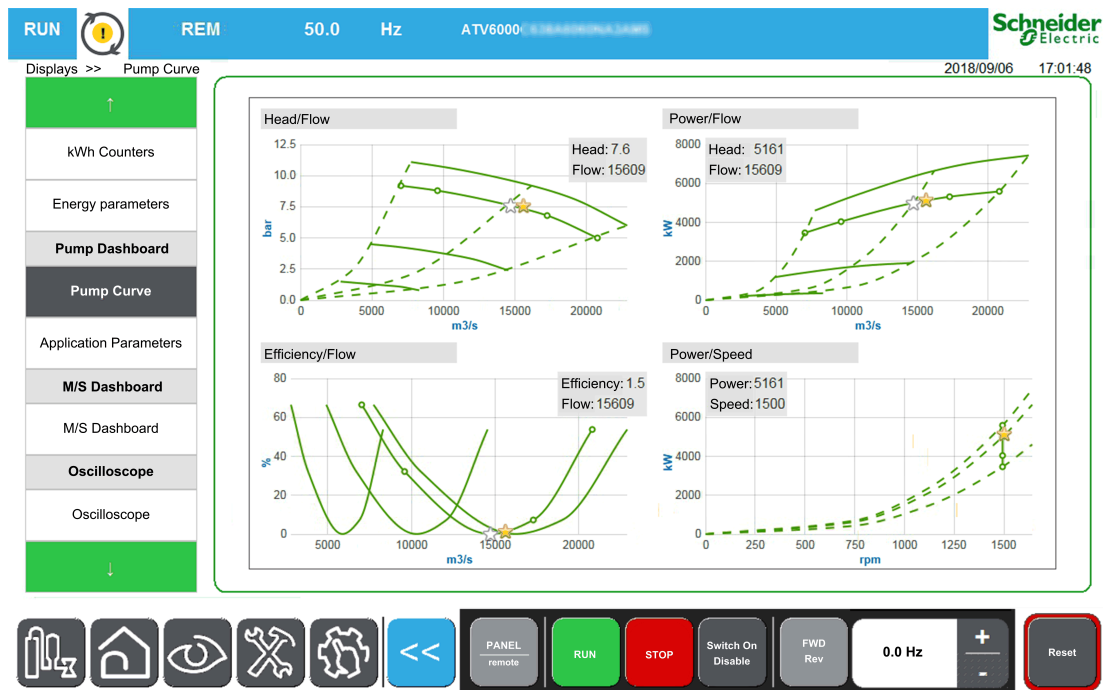 RUN
!
REM
50.0
Hz
ATV6000
Schneider
Electric
Displays >> Pump Curve
2018/09/06 17:01:48
↑
kWh Counters
Energy parameters
Pump Dashboard
Pump Curve
Application Parameters
M/S Dashboard
M/S Dashboard
Oscilloscope
Oscilloscope
↓
Head/Flow
Head: 7.6
Flow: 15609
12.5
10.0
7.5
5.0
2.5
0.0
bar
0 5000 10000 15000 20000
m3/s
Power/Flow
Head: 5161
Flow: 15609
8000
6000
4000
2000
0
kW
0 5000 10000 15000 20000
m3/s
Efficiency/Flow
Efficiency: 1.5
Flow: 15609
80
60
40
20
0
%
5000 10000 15000 20000
m3/s
Power/Speed
Power: 5161
Speed: 1500
8000
6000
4000
2000
0
kW
0 250 500 750 1000 1250 1500
rpm
<<
PANEL
remote
RUN
STOP
Switch On
Disable
FWD
Rev
0.0 Hz
+
-
Reset